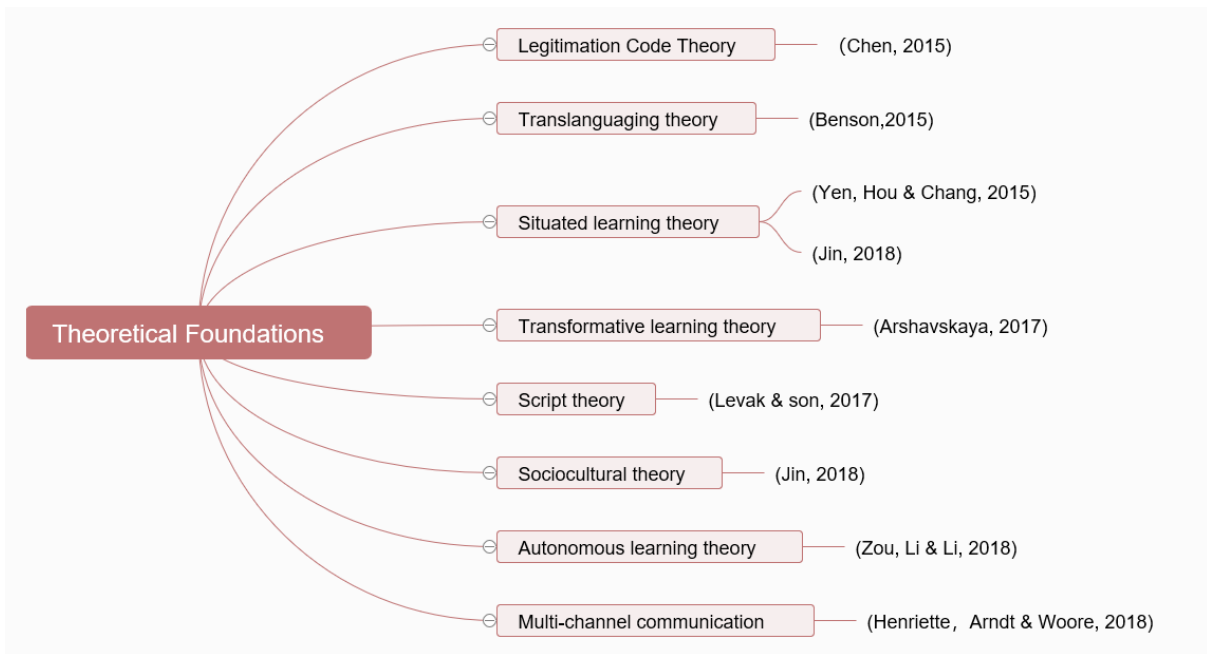 Theoretical Foundations
Legitimation Code Theory
（Chen, 2015)
Translanguaging theory
(Benson,2015)
Situated learning theory
(Yen, Hou & Chang, 2015)
(Jin, 2018)
Transformative learning theory
(Arshavskaya, 2017)
Script theory
(Levak & son, 2017)
Sociocultural theory
(Jin, 2018)
Autonomous learning theory
(Zou, Li & Li, 2018)
Multi-channel communication
(Henriette，Arndt & Woore, 2018)